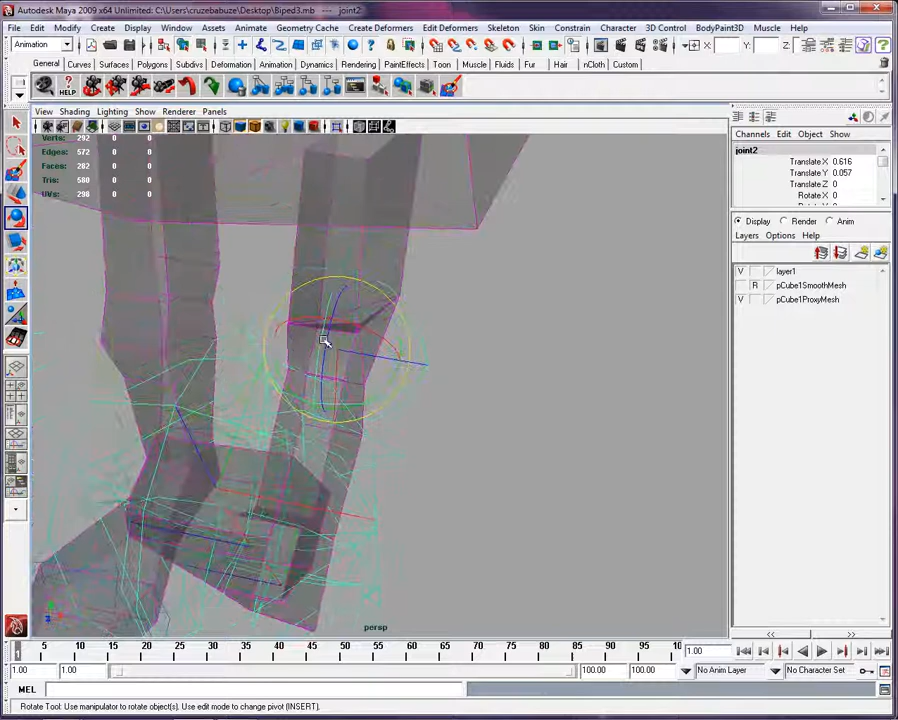 Autodesk Maya 2009 x64 Unlimited: C:\Users\cruzebabuze\Desktop\Biped3.mb --- joint2...
File Edit Modify Create Display Window Assets Animate Geometry Cache Create Deformers Edit Deformers Skeleton Skin Constrain Character 3D Control Muscle BodyPaint3D Help
Animation X: Y: Z:
General Curves Surfaces Polygons Subdivs Deformation Animation Dynamics Rendering PaintEffects Toon Muscle Fluids Fur Hair nCloth Custom
HELP
View Shading Lighting Show Renderer Panels
Verts: 292 0 0
Edges: 572 0 0
Faces: 282 0 0
Tris: 580 0 0
UVs: 298 0 0
persp
Channels Edit Object Show
joint2
Translate X 0.616
Translate Y 0.057
Translate Z 0
Rotate X 0
Display Render Anim
Layers Options Help
V layer1
R pCube1SmoothMesh
V pCube1ProxyMesh
5 10 15 20 25 30 35 40 45 50 55 60 65 70 75 80 85 90 95 1.00
1.00 1.00 100.00 100.00 No Anim Layer No Character Set
MEL
Rotate Tool: Use manipulator to rotate object(s). Use edit mode to change pivot (INSERT).